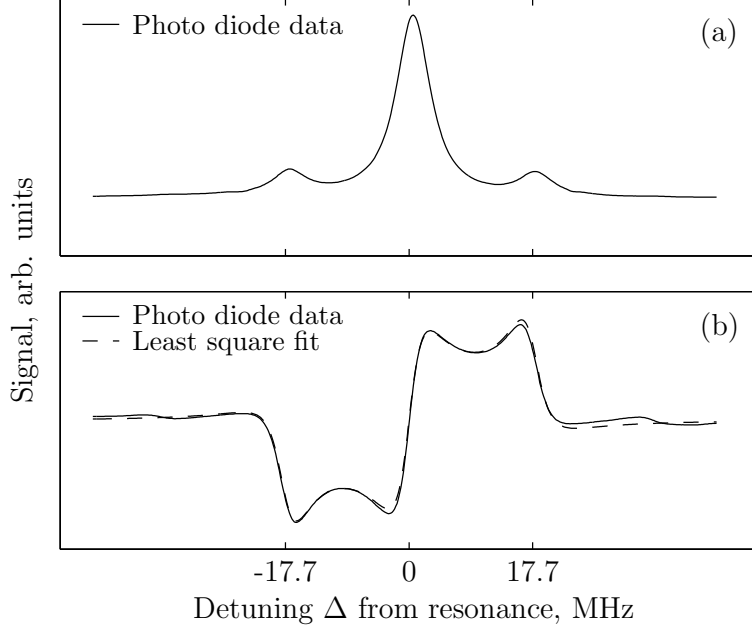 Photo diode data
(a)
Photo diode data
Least square fit
(b)
Signal, arb. units
-17.7 0 17.7
Detuning Δ from resonance, MHz